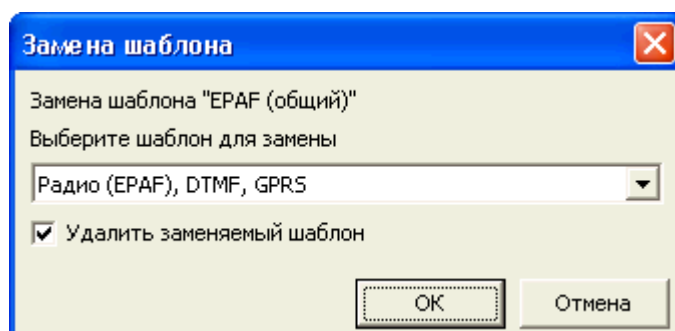 Замена шаблона
Замена шаблона "EPAF (общий)"
Выберите шаблон для замены
Радио (EPAF), DTMF, GPRS
Удалить заменяемый шаблон
OK Отмена